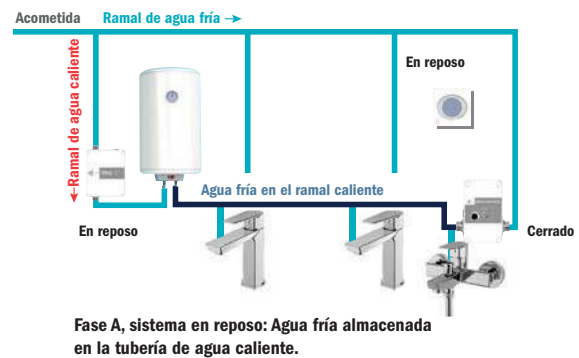 Acometida
Ramal de agua fría →
←Ramal de agua caliente
En reposo
Agua fría en el ramal caliente
En reposo
Cerrado
Fase A, sistema en reposo: Agua fría almacenada
en la tubería de agua caliente.